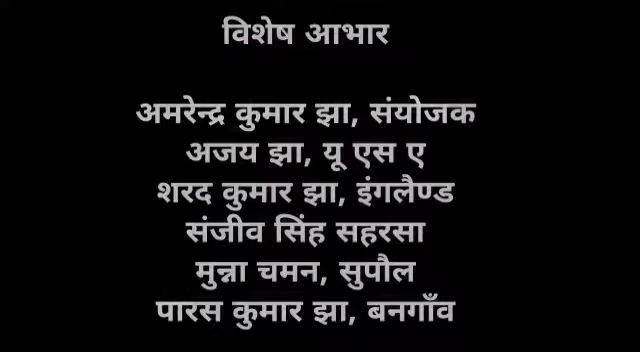 विशेष आभार
अमरेन्द्र कुमार झा, संयोजक
अजय झा, यू एस ए
शरद कुमार झा, इंगलैण्ड
संजीव सिंह सहरसा
मुन्ना चमन, सुपौल
पारस कुमार झा, बनगाँव